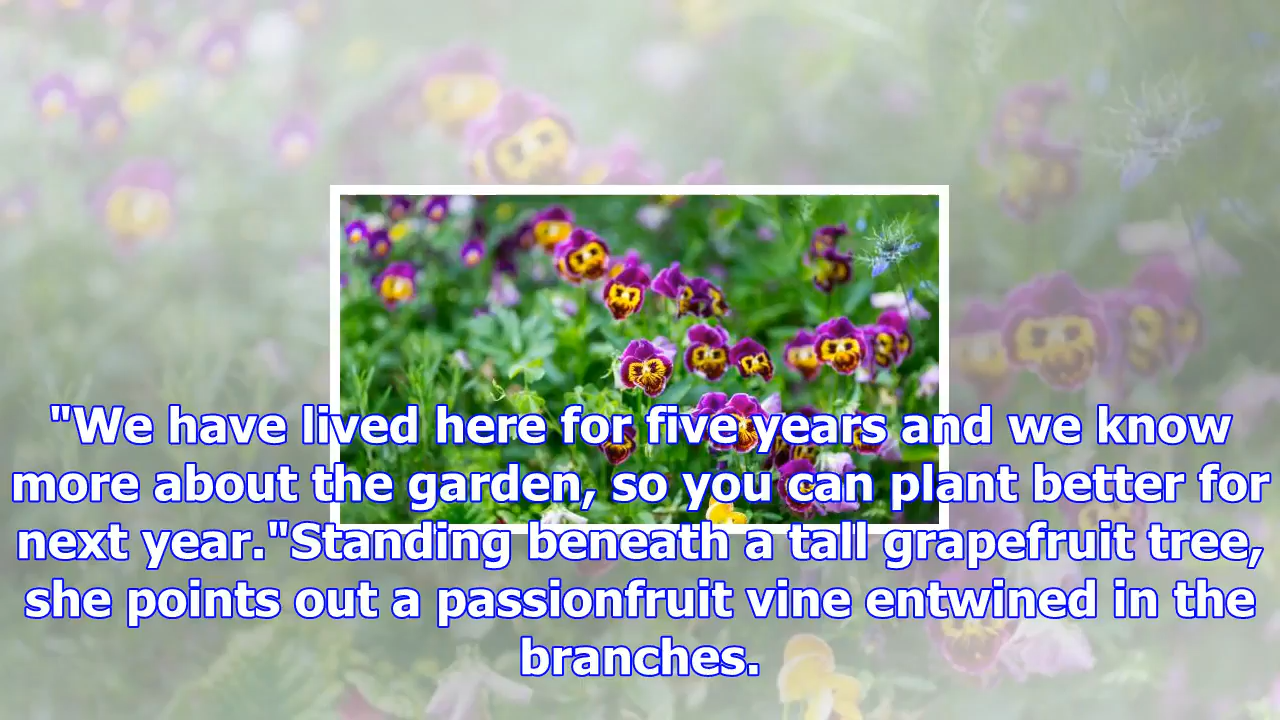 "We have lived here for five years and we know
more about the garden, so you can plant better for
next year."Standing beneath a tall grapefruit tree,
she points out a passionfruit vine entwined in the
branches.